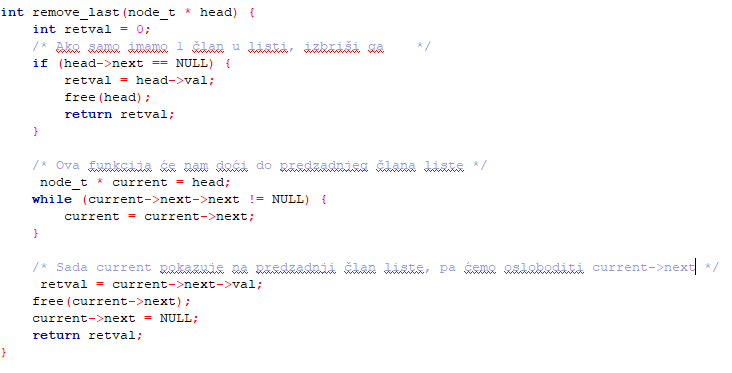 int remove_last(node_t * head) {
    int retval = 0;
    /* Ako samo imamo 1 član u listi, izbriši ga    */
    if (head->next == NULL) {
        retval = head->val;
        free(head);
        return retval;
    }

    /* Ova funkcija će nam doći do predzadnjeg člana liste */
     node_t * current = head;
    while (current->next->next != NULL) {
        current = current->next;
    }

    /* Sada current pokazuje na predzadnji član liste, pa ćemo osloboditi current->next */
     retval = current->next->val;
    free(current->next);
    current->next = NULL;
    return retval;
}